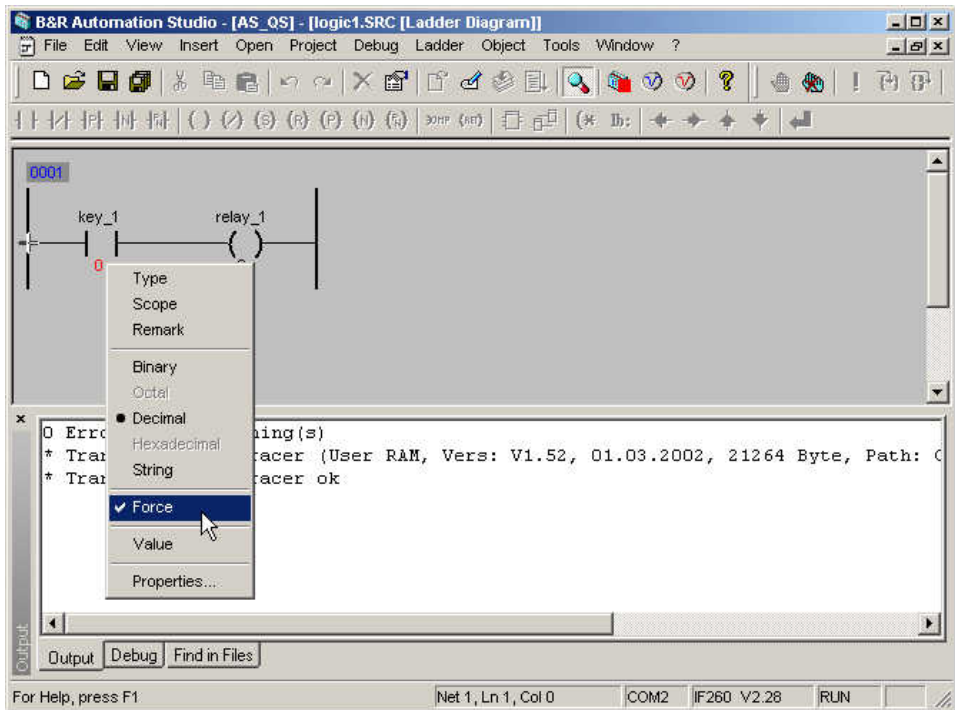 B&R Automation Studio - [AS_QS] - [logic1.SRC [Ladder Diagram]]
File Edit View Insert Open Project Debug Ladder Object Tools Window ?
0001
key_1 relay_1
0
Type
Scope
Remark
Binary
Octal
Decimal
Hexadecimal
String
Force
Value
Properties...
0 Erro ing(s)
* Tran racer (User RAM, Vers: V1.52, 01.03.2002, 21264 Byte, Path:
* Tran racer ok
Output
Output Debug Find in Files
For Help, press F1 Net 1, Ln 1, Col 0 COM2 IF260 V2.28 RUN